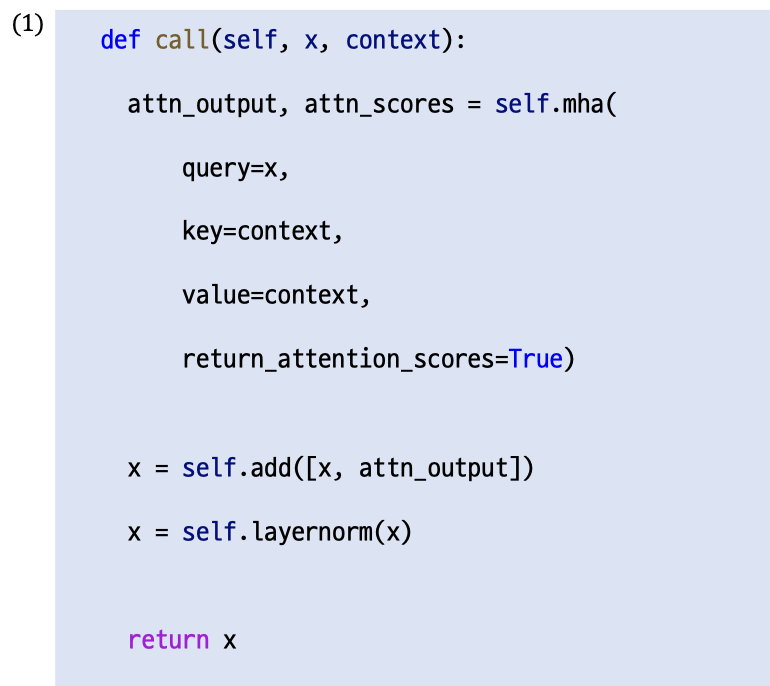 (1)
def call(self, x, context):
attn_output, attn_scores = self.mha(
query=x,
key=context,
value=context,
return_attention_scores=True)
x = self.add([x, attn_output])
x = self.layernorm(x)
return x